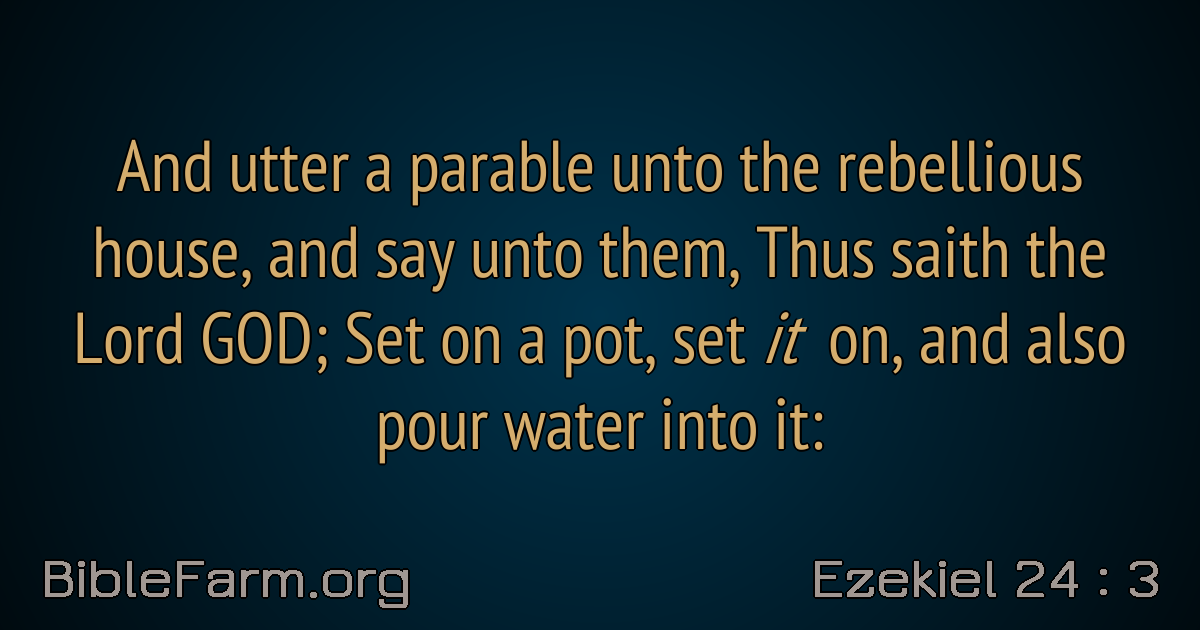 And utter a parable unto the rebellious
house, and say unto them, Thus saith the
Lord GOD; Set on a pot, set it on, and also
pour water into it:
BibleFarm.org
Ezekiel 24 : 3